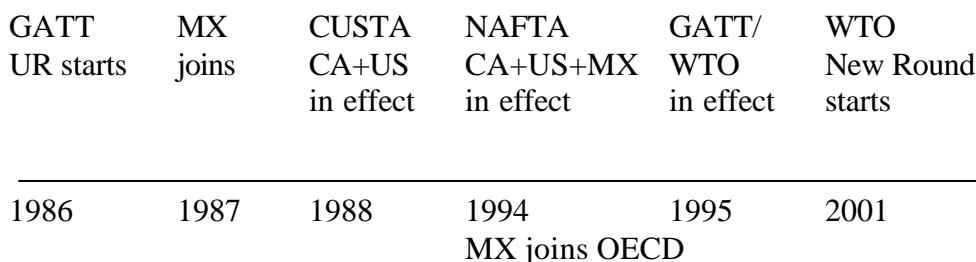 GATT MX CUSTA NAFTA GATT/ WTO
UR starts joins CA+US CA+US+MX WTO New Round
in effect in effect in effect starts
1986 1987 1988 1994 1995 2001
MX joins OECD